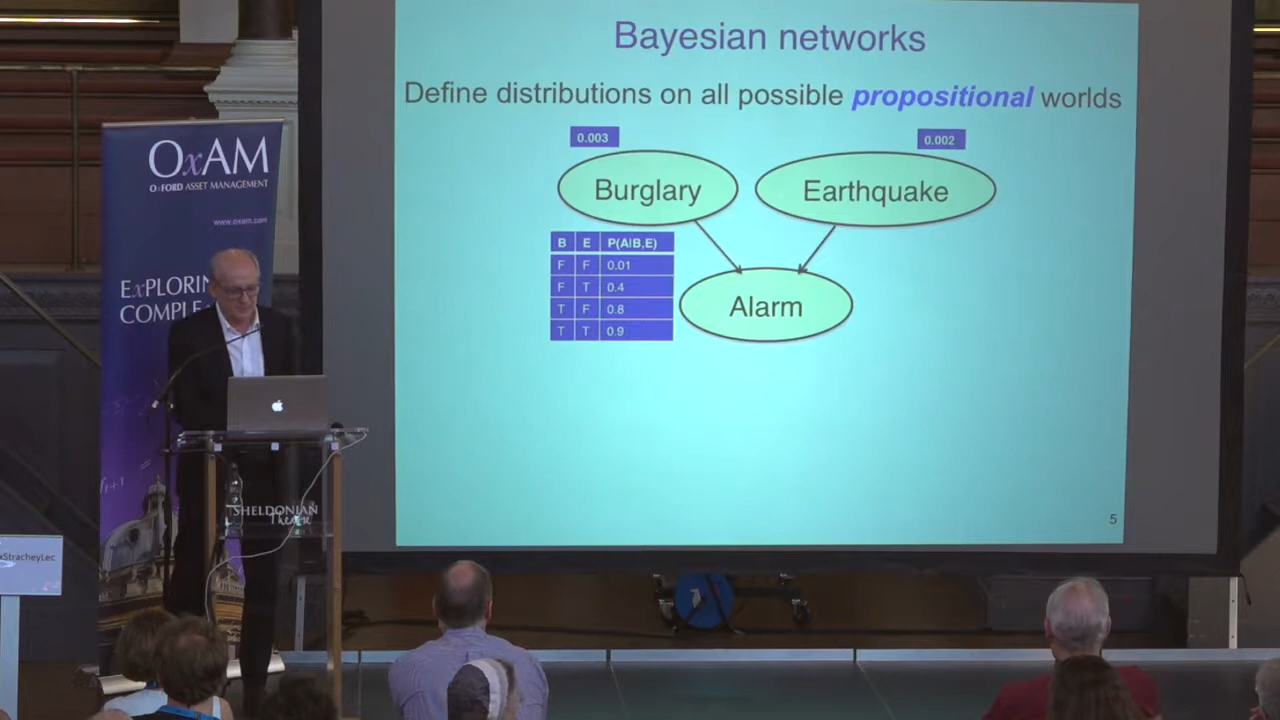 Bayesian networks
Define distributions on all possible propositional worlds
0.003
0.002
Burglary
Earthquake
B E P(A|B,E)
F F 0.01
F T 0.4
T F 0.8
T T 0.9
Alarm
5
OxAM
OxFORD ASSET MANAGEMENT
www.oxam.com
ExPLORIN
COMPLE
SHELDONIAN
Theatre
xStracheyLec